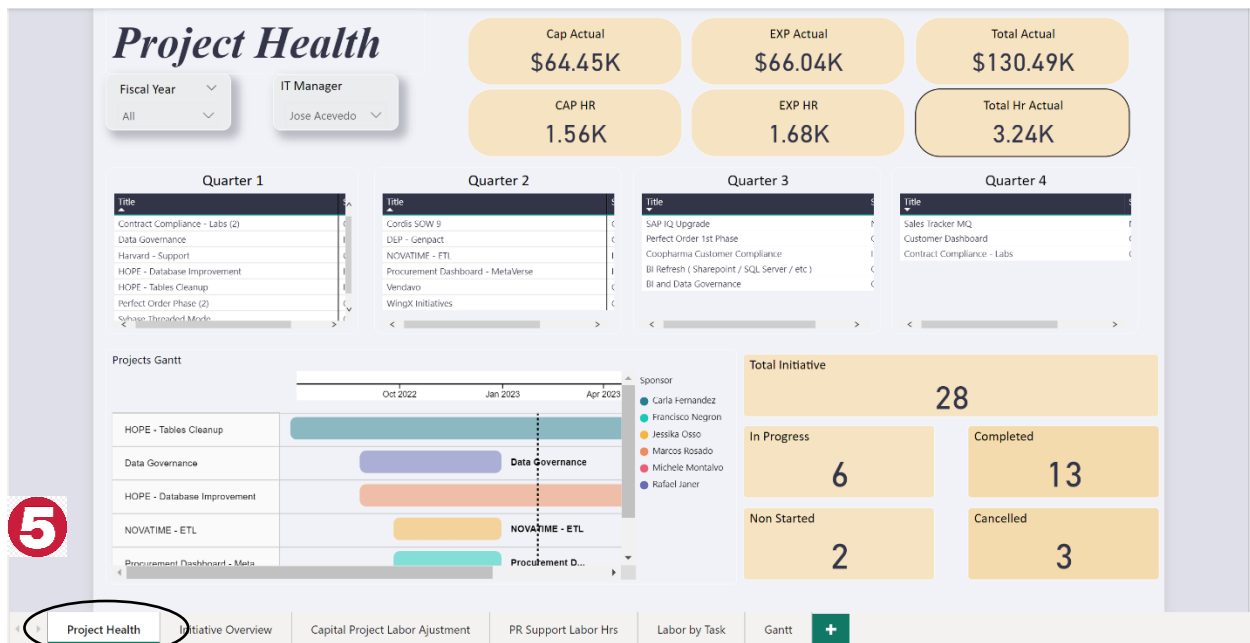 Project Health
Fiscal Year
All
IT Manager
Jose Acevedo
Cap Actual
$64.45K
EXP Actual
$66.04K
Total Actual
$130.49K
CAP HR
1.56K
EXP HR
1.68K
Total Hr Actual
3.24K
Quarter 1
Title
Contract Compliance - Labs (2)
Data Governance
Harvard - Support
HOPE - Database Improvement
HOPE - Tables Cleanup
Perfect Order Phase (2)
Sybase Threaded Mode
Quarter 2
Title
Cordis SOW 9
DEP - Genpact
NOVATIME - ETL
Procurement Dashboard - MetaVerse
Vendavo
WingX Initiatives
Quarter 3
Title
SAP IQ Upgrade
Perfect Order 1st Phase
Coopharma Customer Compliance
BI Refresh ( Sharepoint / SQL Server / etc )
BI and Data Governance
Quarter 4
Title
Sales Tracker MQ
Customer Dashboard
Contract Compliance - Labs
Projects Gantt
Oct 2022 Jan 2023 Apr 2023
HOPE - Tables Cleanup
Data Governance Data Governance
HOPE - Database Improvement
NOVATIME - ETL NOVATIME - ETL
Procurement Dashboard - Meta Procurement D...
Sponsor
Carla Fernandez
Francisco Negron
Jessika Osso
Marcos Rosado
Michele Montalvo
Rafael Janer
Total Initiative
28
In Progress
6
Completed
13
Non Started
2
Cancelled
3
5
Project Health Initiative Overview Capital Project Labor Ajustment PR Support Labor Hrs Labor by Task Gantt +